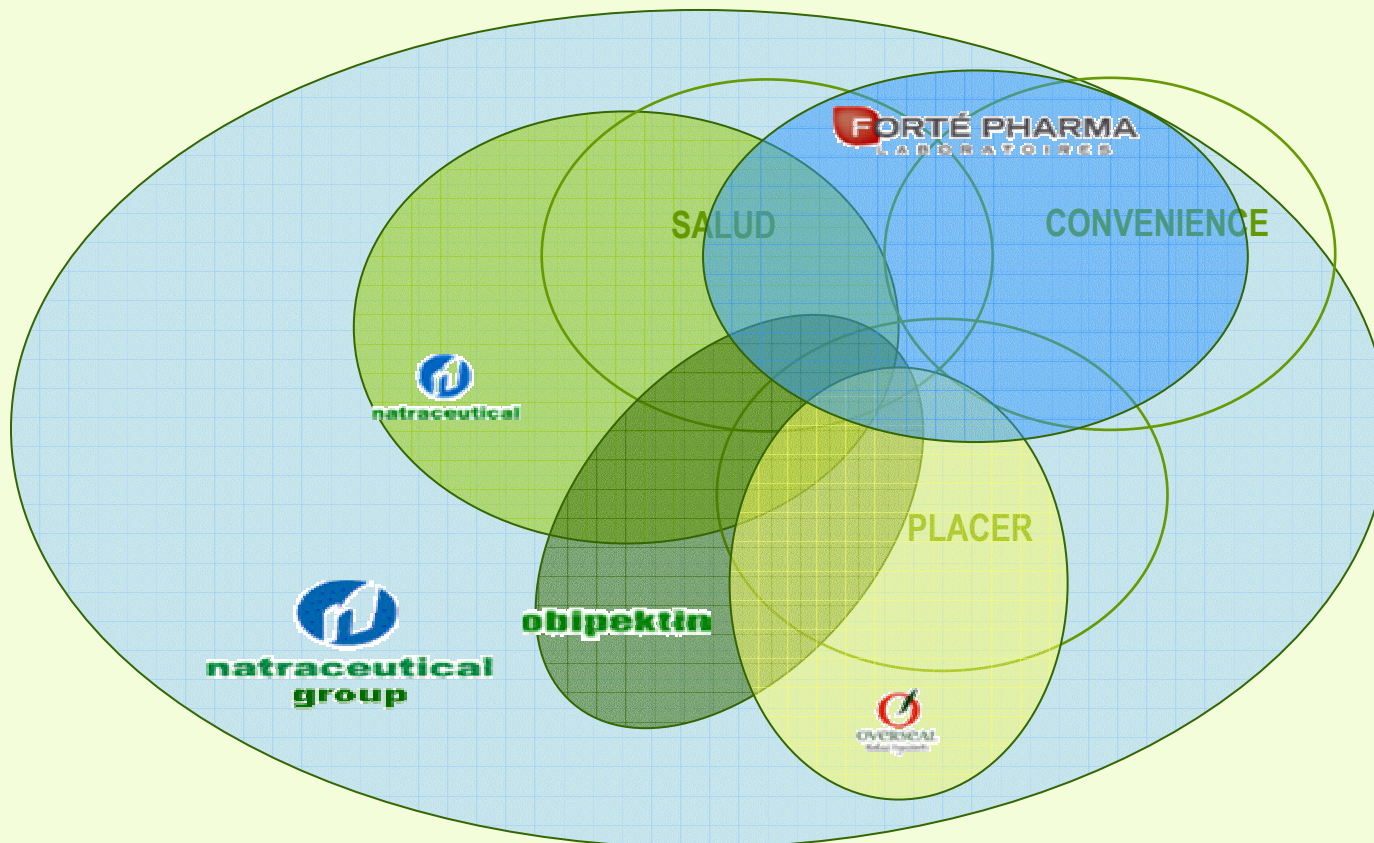 FORTÉ PHARMA
LABORATOIRES
SALUD
CONVENIENCE
natraceutical
PLACER
obipektin
natraceutical
group
OVERSEAL